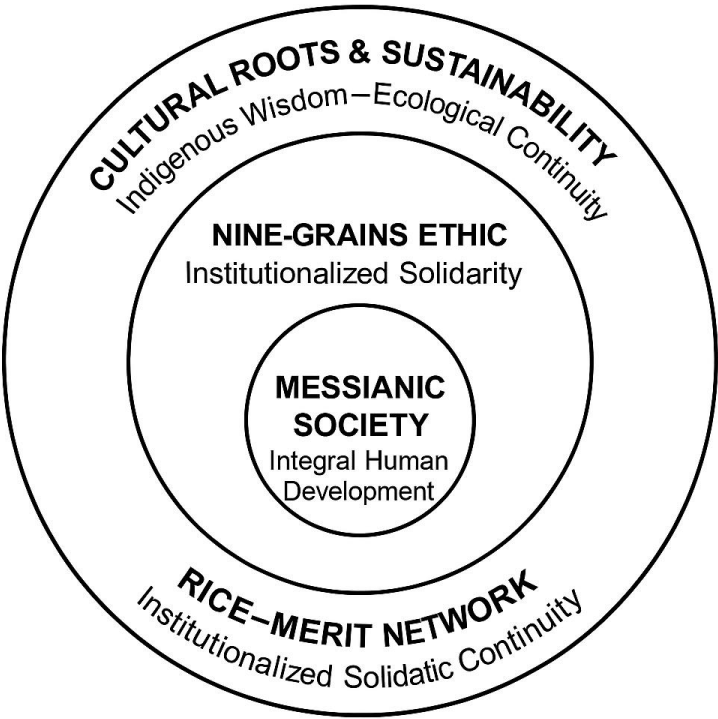 CULTURAL ROOTS & SUSTAINABILITY
Indigenous Wisdom–Ecological Continuity
NINE-GRAINS ETHIC
Institutionalized Solidarity
MESSIANIC
SOCIETY
Integral Human
Development
RICE–MERIT NETWORK
Institutionalized Solidatic Continuity